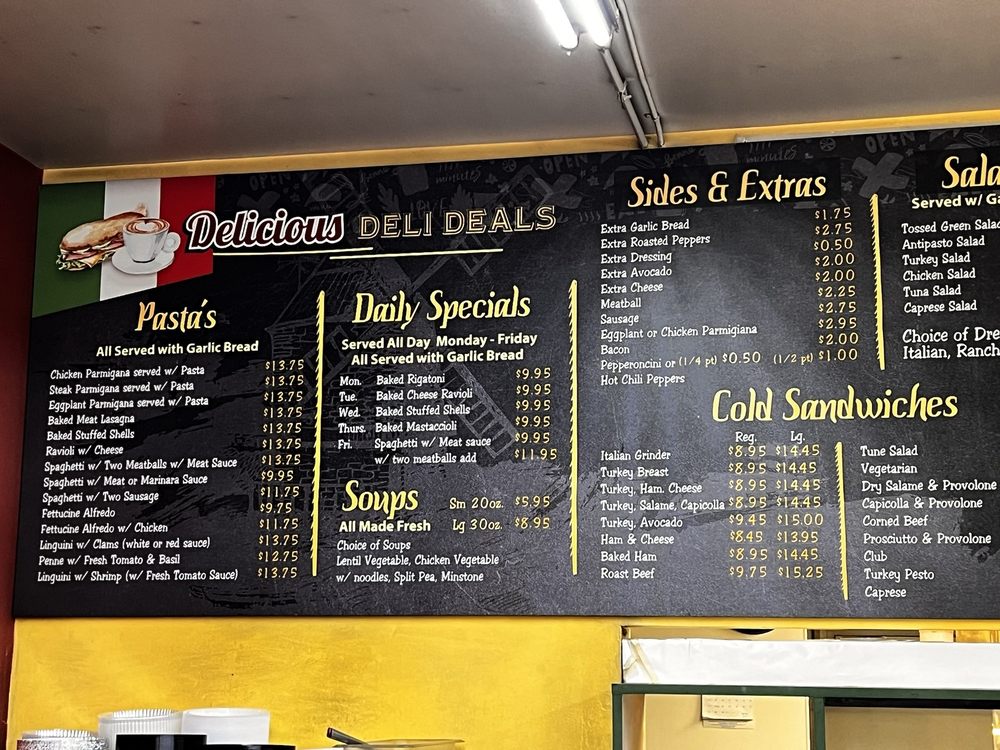 Delicious DELI DEALS
Pasta's
All Served with Garlic Bread
Chicken Parmigana served w/ Pasta $13.75
Steak Parmigana served w/ Pasta $13.75
Eggplant Parmigana served w/ Pasta $13.75
Baked Meat Lasagna $13.75
Baked Stuffed Shells $13.75
Ravioli w/ Cheese $13.75
Spaghetti w/ Two Meatballs w/ Meat Sauce $13.75
Spaghetti w/ Meat or Marinara Sauce $9.95
Spaghetti w/ Two Sausage $11.75
Fettucine Alfredo $9.75
Fettucine Alfredo w/ Chicken $11.75
Linguini w/ Clams (white or red sauce) $13.75
Penne w/ Fresh Tomato & Basil $12.75
Linguini w/ Shrimp (w/ Fresh Tomato Sauce) $13.75
Daily Specials
Served All Day Monday - Friday
All Served with Garlic Bread
Mon. Baked Rigatoni $9.95
Tue. Baked Cheese Ravioli $9.95
Wed. Baked Stuffed Shells $9.95
Thurs. Baked Mastaccioli $9.95
Fri. Spaghetti w/ Meat sauce $9.95
w/ two meatballs add $11.95
Soups Sm 20oz. $5.95
All Made Fresh Lg 30oz. $8.95
Choice of Soups
Lentil Vegetable, Chicken Vegetable
w/ noodles, Split Pea, Minstone
Sides & Extras
Extra Garlic Bread $1.75
Extra Roasted Peppers $2.75
Extra Dressing $0.50
Extra Avocado $2.00
Extra Cheese $2.00
Meatball $2.25
Sausage $2.75
Eggplant or Chicken Parmigiana $2.95
Bacon $2.00
Pepperoncini or (1/4 pt) $0.50 (1/2 pt) $1.00
Hot Chili Peppers
Sala
Served w/ Ga
Tossed Green Salad
Antipasto Salad
Turkey Salad
Chicken Salad
Tuna Salad
Caprese Salad
Choice of Dre
Italian, Ranch
Cold Sandwiches
Reg. Lg.
Italian Grinder $8.95 $14.45
Turkey Breast $8.95 $14.45
Turkey, Ham, Cheese $8.95 $14.45
Turkey, Salame, Capicolla $8.95 $14.45
Turkey, Avocado $9.45 $15.00
Ham & Cheese $8.45 $13.95
Baked Ham $8.95 $14.45
Roast Beef $9.75 $15.25
Tune Salad
Vegetarian
Dry Salame & Provolone
Capicolla & Provolone
Corned Beef
Prosciutto & Provolone
Club
Turkey Pesto
Caprese